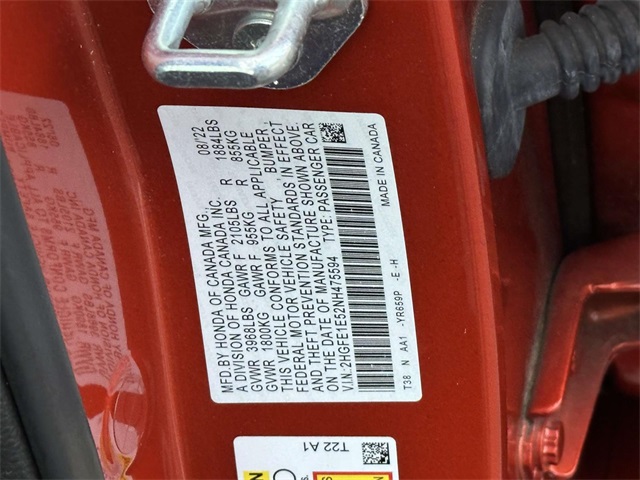 MFD.BY HONDA OF CANADA MFG. 08/22
A DIVISION OF HONDA CANADA INC.
GVWR 3968LBS GAWR F 2105LBS R 1884LBS
GVWR 1800KG GAWR F 955KG R 855KG
THIS VEHICLE CONFORMS TO ALL APPLICABLE
FEDERAL MOTOR VEHICLE SAFETY BUMPER,
AND THEFT PREVENTION STANDARDS IN EFFECT
ON THE DATE OF MANUFACTURE SHOWN ABOVE.
V.I.N:2HGFE1E52NH475594 TYPE:PASSENGER CAR
MADE IN CANADA
T38 N AA1 -YR659P -E -H
T22 A1